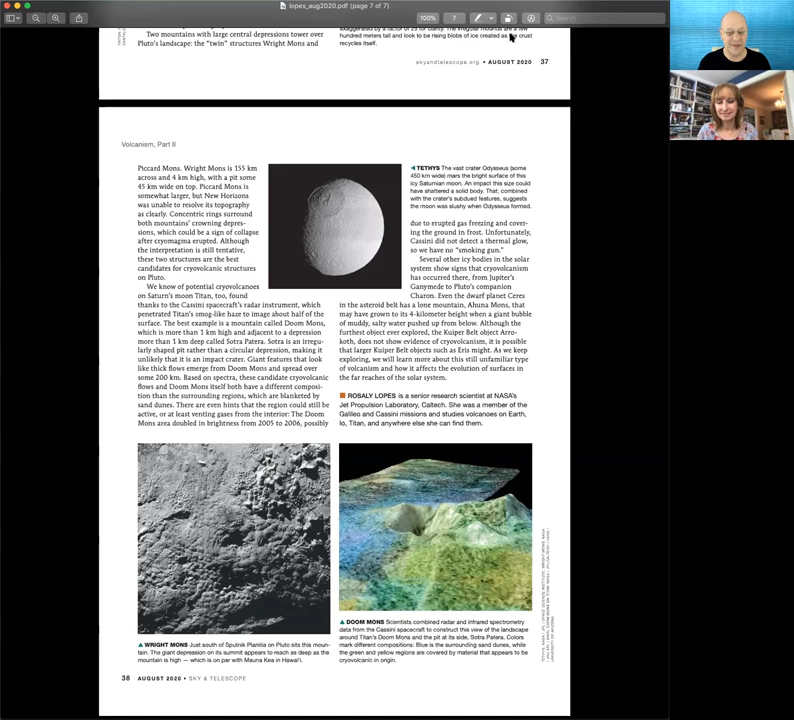 lopes_aug2020.pdf (page 7 of 7)
100%
7
Search
Two mountains with large central depressions tower over
Pluto's landscape: the "twin" structures Wright Mons and
hundred meters tall and look to be rising blobs of ice created as the crust
recycles itself.
skyandtelescope.org • AUGUST 2020 37
Volcanism, Part II
Piccard Mons. Wright Mons is 155 km
across and 4 km high, with a pit some
45 km wide on top. Piccard Mons is
somewhat larger, but New Horizons
was unable to resolve its topography
as clearly. Concentric rings surround
both mountains' crowning depres-
sions, which could be a sign of collapse
after cryomagma erupted. Although
the interpretation is still tentative,
these two structures are the best
candidates for cryovolcanic structures
on Pluto.
We know of potential cryovolcanoes
on Saturn's moon Titan, too, found
thanks to the Cassini spacecraft's radar instrument, which
penetrated Titan's smog-like haze to image about half of the
surface. The best example is a mountain called Doom Mons,
which is more than 1 km high and adjacent to a depression
more than 1 km deep called Sotra Patera. Sotra is an irregu-
larly shaped pit rather than a circular depression, making it
unlikely that it is an impact crater. Giant features that look
like thick flows emerge from Doom Mons and spread over
some 200 km. Based on spectra, these candidate cryovolcanic
flows and Doom Mons itself both have a different composi-
tion than the surrounding regions, which are blanketed by
sand dunes. There are even hints that the region could still be
active, or at least venting gases from the interior: The Doom
Mons area doubled in brightness from 2005 to 2006, possibly
◀ TETHYS The vast crater Odysseus (some
450 km wide) mars the bright surface of this
icy Saturnian moon. An impact this size could
have shattered a solid body. That, combined
with the crater's subdued features, suggests
the moon was slushy when Odysseus formed.
due to erupted gas freezing and cover-
ing the ground in frost. Unfortunately,
Cassini did not detect a thermal glow,
so we have no "smoking gun."
Several other icy bodies in the solar
system show signs that cryovolcanism
has occurred there, from Jupiter's
Ganymede to Pluto's companion
Charon. Even the dwarf planet Ceres
in the asteroid belt has a lone mountain, Ahuna Mons, that
may have grown to its 4-kilometer height when a giant bubble
of muddy, salty water pushed up from below. Although the
furthest object ever explored, the Kuiper Belt object Arro-
koth, does not show evidence of cryovolcanism, it is possible
that larger Kuiper Belt objects such as Eris might. As we keep
exploring, we will learn more about this still unfamiliar type
of volcanism and how it affects the evolution of surfaces in
the far reaches of the solar system.
■ ROSALY LOPES is a senior research scientist at NASA's
Jet Propulsion Laboratory, Caltech. She was a member of the
Galileo and Cassini missions and studies volcanoes on Earth,
Io, Titan, and anywhere else she can find them.
▲ WRIGHT MONS Just south of Sputnik Planitia on Pluto sits this moun-
tain. The giant depression on its summit appears to reach as deep as the
mountain is high — which is on par with Mauna Kea in Hawai'i.
▲ DOOM MONS Scientists combined radar and infrared spectrometry
data from the Cassini spacecraft to construct this view of the landscape
around Titan's Doom Mons and the pit at its side, Sotra Patera. Colors
mark different compositions: Blue is the surrounding sand dunes, while
the green and yellow regions are covered by material that appears to be
cryovolcanic in origin.
38 AUGUST 2020 • SKY & TELESCOPE